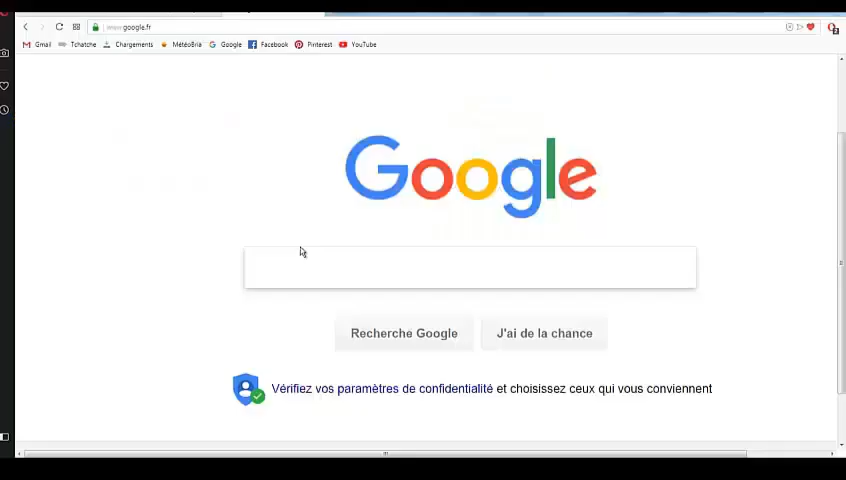 google.fr
Gmail Tchatche Chargements MétéoBria Google Facebook Pinterest YouTube
Google
Recherche Google J'ai de la chance
Vérifiez vos paramètres de confidentialité et choisissez ceux qui vous conviennent